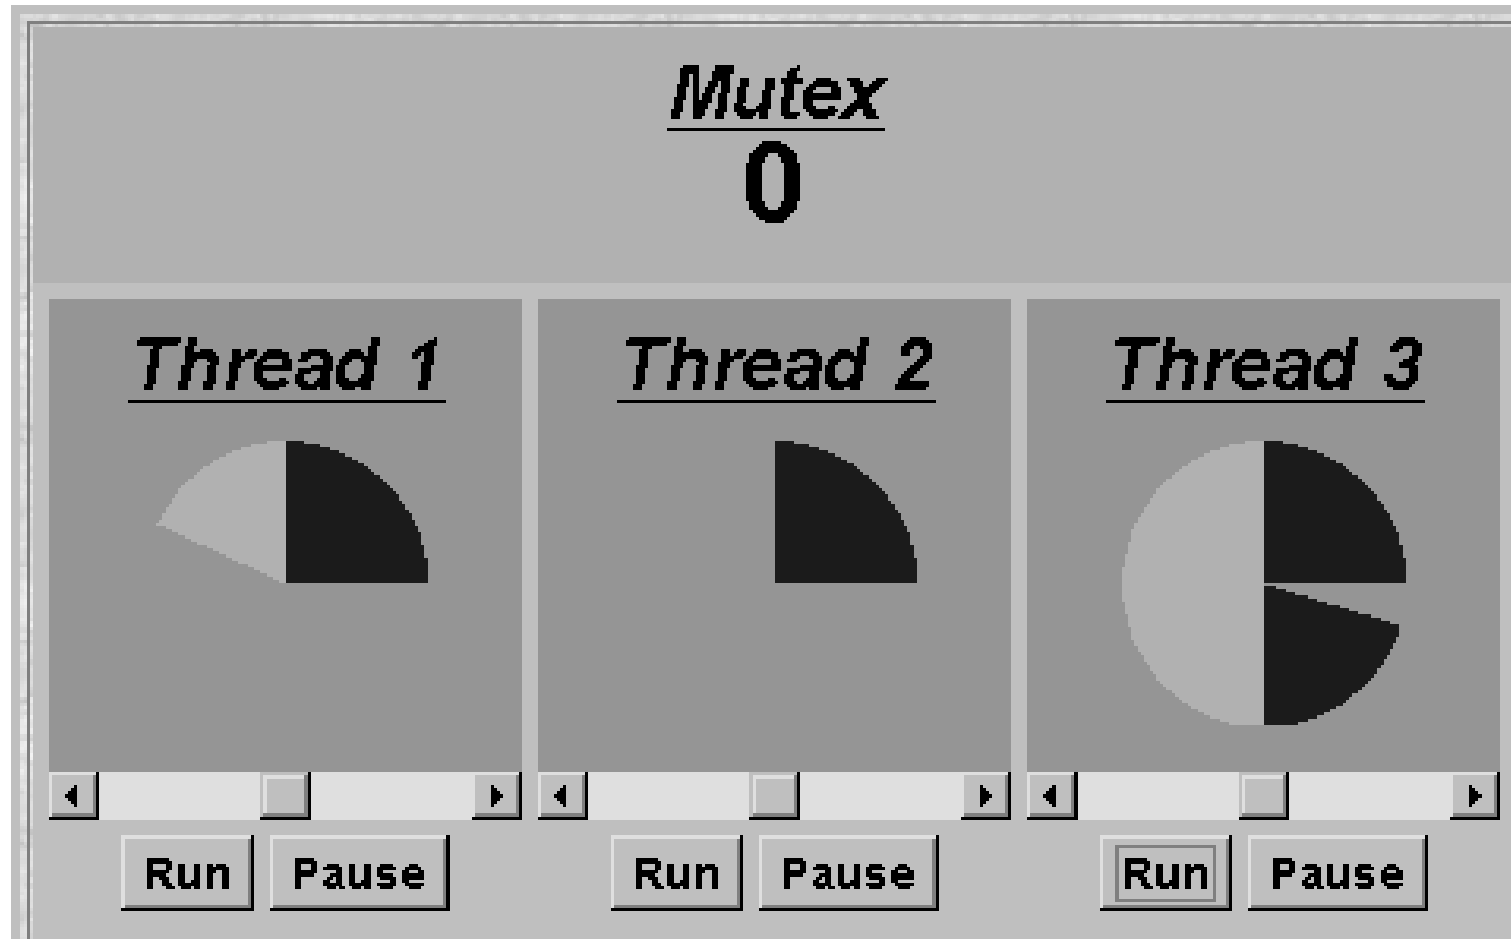 Mutex
0
Thread 1
Thread 2
Thread 3
Run Pause
Run Pause
Run Pause